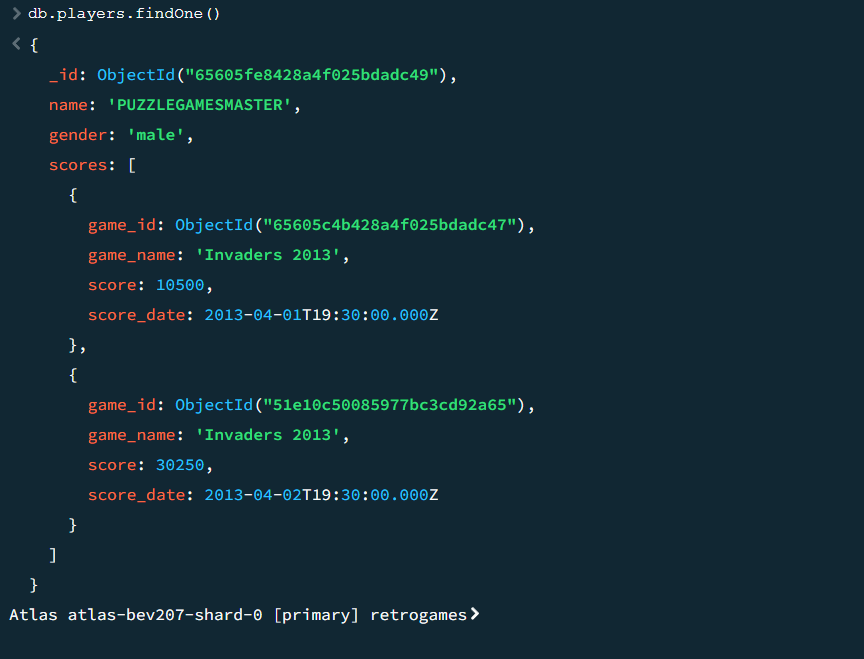 > db.players.findOne()
< {
_id: ObjectId("65605fe8428a4f025bdadc49"),
name: 'PUZZLEGAMESMASTER',
gender: 'male',
scores: [
{
game_id: ObjectId("65605c4b428a4f025bdadc47"),
game_name: 'Invaders 2013',
score: 10500,
score_date: 2013-04-01T19:30:00.000Z
},
{
game_id: ObjectId("51e10c50085977bc3cd92a65"),
game_name: 'Invaders 2013',
score: 30250,
score_date: 2013-04-02T19:30:00.000Z
}
]
}
Atlas atlas-bev207-shard-0 [primary] retrogames>